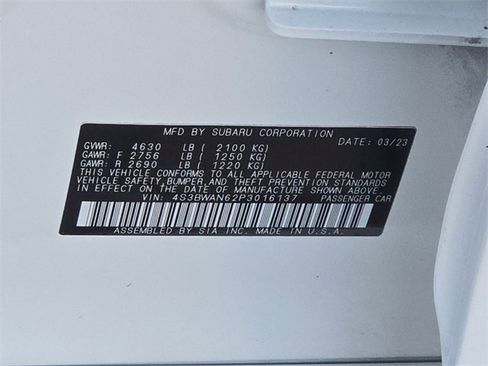 MFD BY SUBARU CORPORATION
GVWR: 4630 LB ( 2100 KG) DATE: 03/23
GAWR: F 2756 LB ( 1250 KG)
GAWR: R 2690 LB ( 1220 KG)
THIS VEHICLE CONFORMS TO ALL APPLICABLE FEDERAL MOTOR
VEHICLE SAFETY,BUMPER,AND THEFT PREVENTION STANDARDS
IN EFFECT ON THE DATE OF MANUFACTURE SHOWN ABOVE.
VIN: 4S3BWAN62P3016137 PASSENGER CAR
ASSEMBLED BY SIA INC. MADE IN U.S.A.